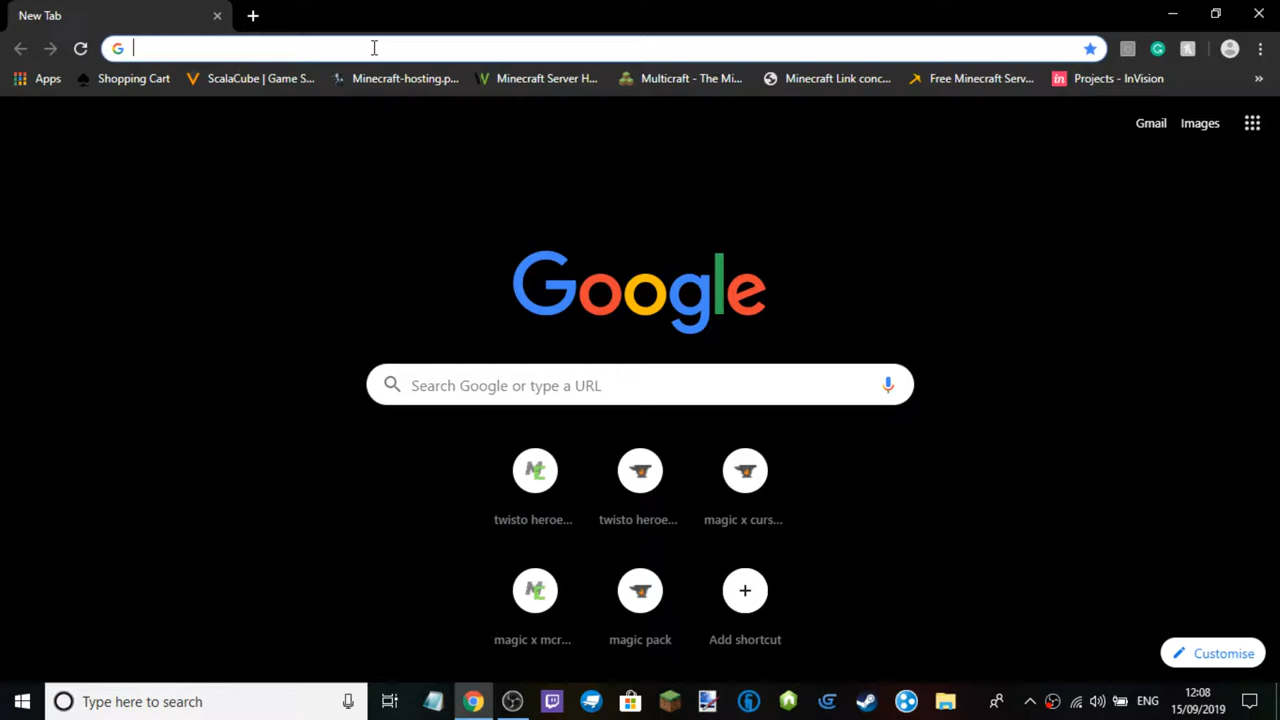 New Tab
Apps Shopping Cart ScalaCube | Game S... Minecraft-hosting.p... Minecraft Server H... Multicraft - The Mi... Minecraft Link conc... Free Minecraft Serv... in Projects - InVision »
Gmail Images
Google
Search Google or type a URL
twisto heroe... twisto heroe... magic x curs...
magic x mcr... magic pack Add shortcut
Customise
Type here to search ENG 12:08
15/09/2019